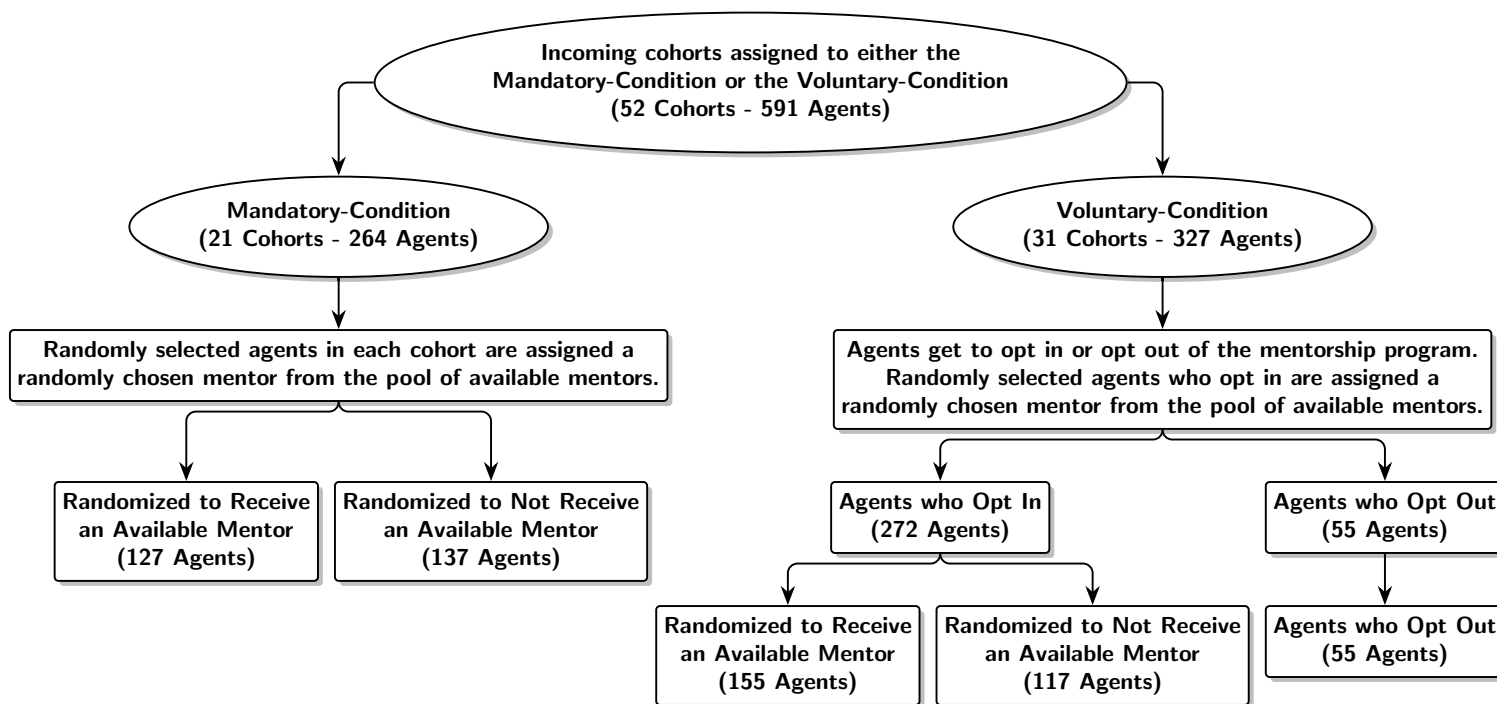 Incoming cohorts assigned to either the
Mandatory-Condition or the Voluntary-Condition
(52 Cohorts - 591 Agents)
Mandatory-Condition
(21 Cohorts - 264 Agents)
Voluntary-Condition
(31 Cohorts - 327 Agents)
Randomly selected agents in each cohort are assigned a
randomly chosen mentor from the pool of available mentors.
Agents get to opt in or opt out of the mentorship program.
Randomly selected agents who opt in are assigned a
randomly chosen mentor from the pool of available mentors.
Randomized to Receive
an Available Mentor
(127 Agents)
Randomized to Not Receive
an Available Mentor
(137 Agents)
Agents who Opt In
(272 Agents)
Agents who Opt Out
(55 Agents)
Randomized to Receive
an Available Mentor
(155 Agents)
Randomized to Not Receive
an Available Mentor
(117 Agents)
Agents who Opt Out
(55 Agents)